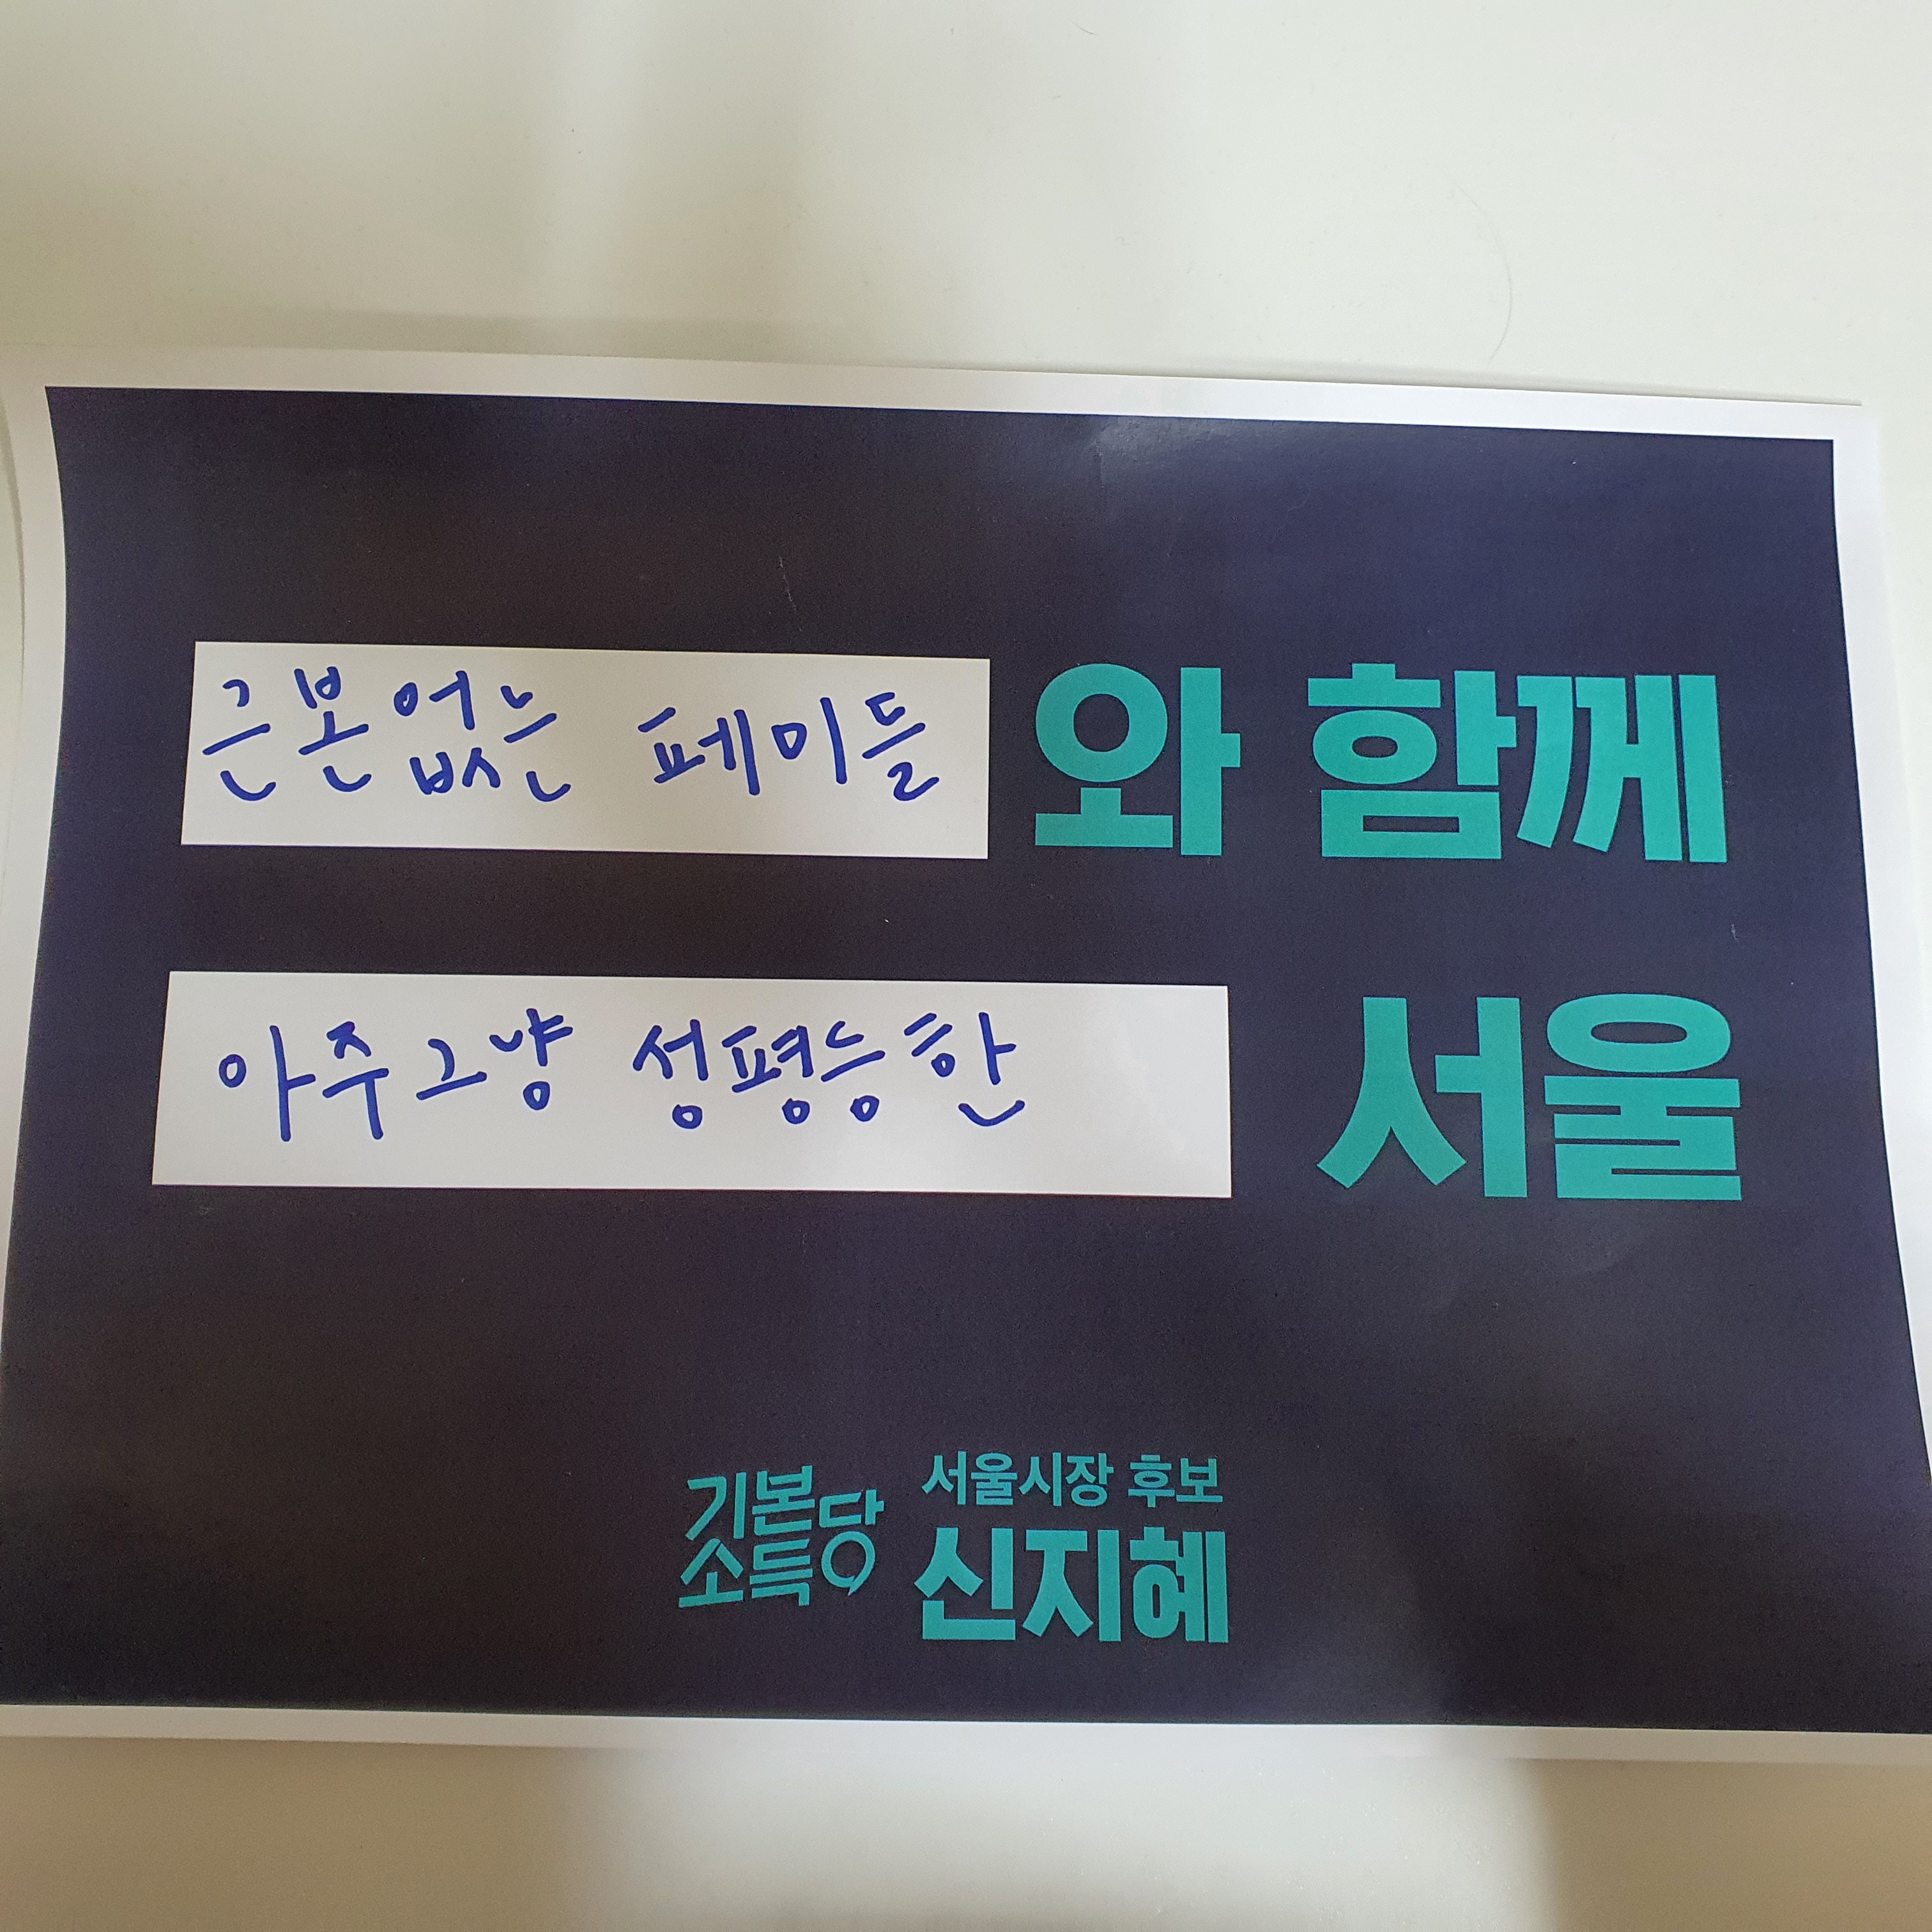 근본없는 페미들와 함께
아주그냥 성평등한 서울
기본소득당
서울시장 후보
신지혜